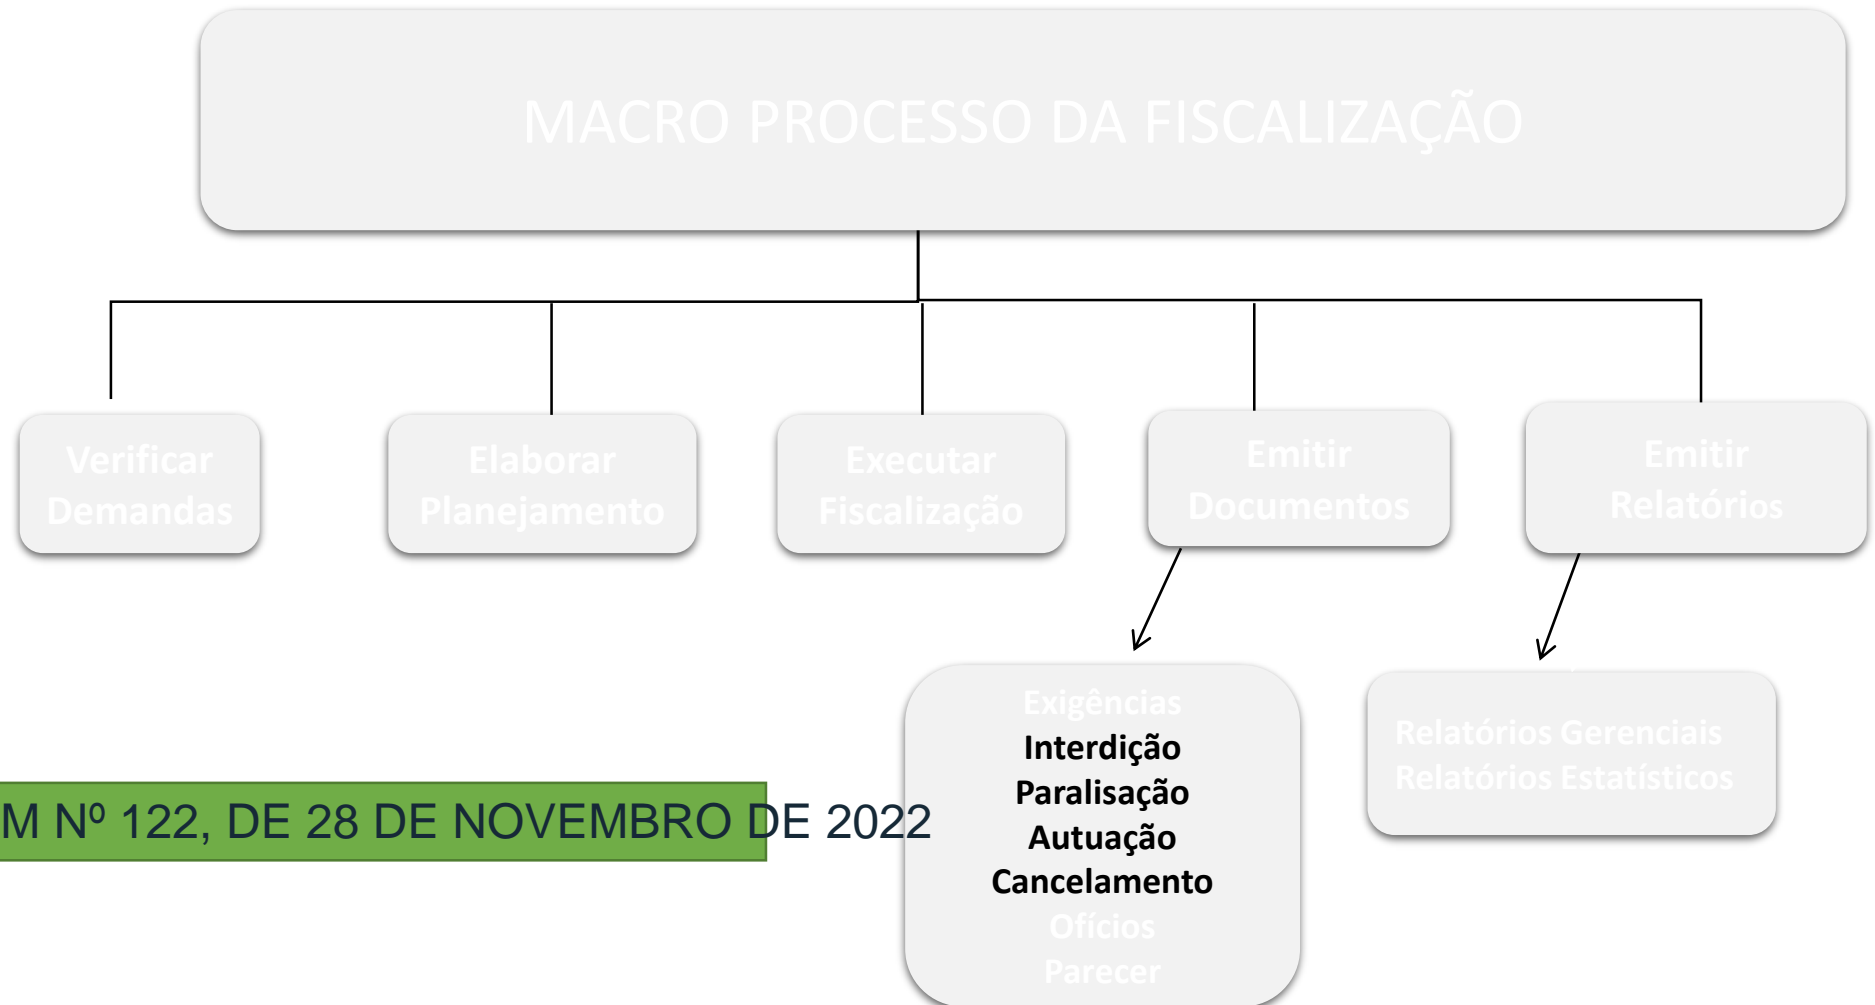 MACRO PROCESSO DA FISCALIZAÇÃO
Verificar
Demandas
Elaborar
Planejamento
Executar
Fiscalização
Emitir
Documentos
Emitir
Relatórios
Exigências
Interdição
Paralisação
Autuação
Cancelamento
Ofícios
Parecer
Relatórios Gerenciais
Relatórios Estatísticos
M Nº 122, DE 28 DE NOVEMBRO DE 2022